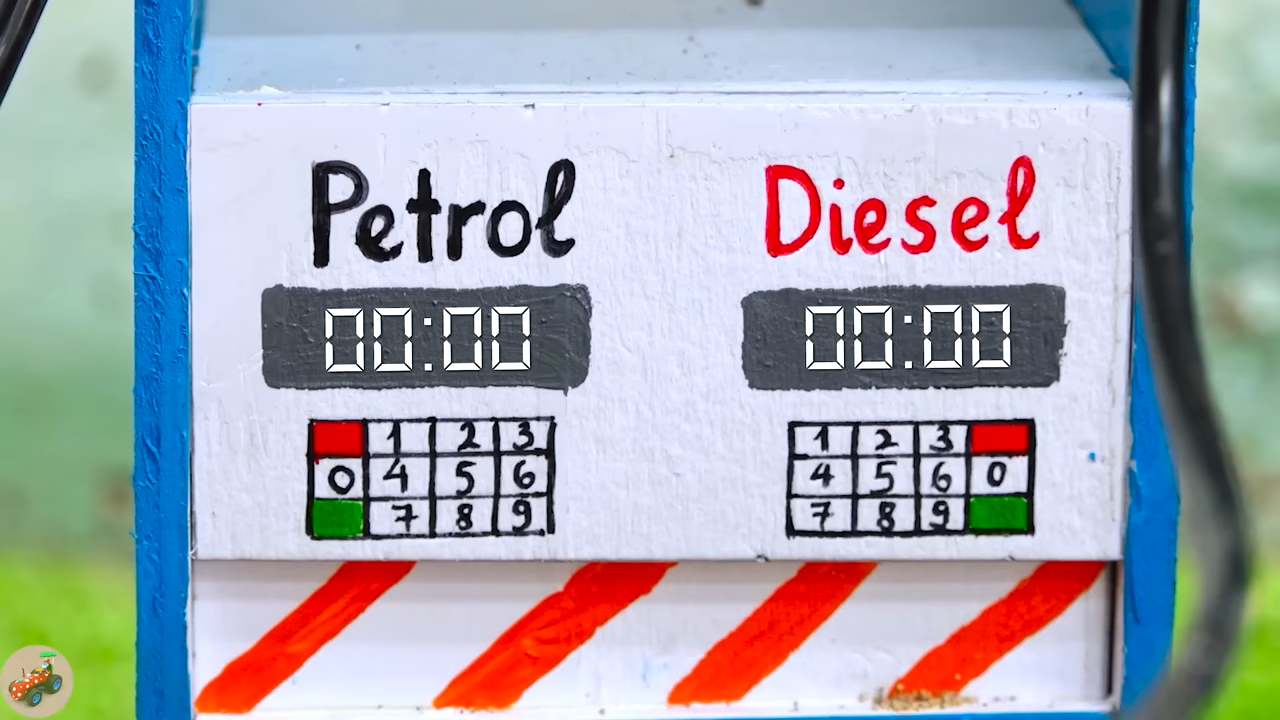 Petrol
Diesel
00:00
00:00
1 2 3
0 4 5 6
7 8 9
1 2 3
4 5 6 0
7 8 9